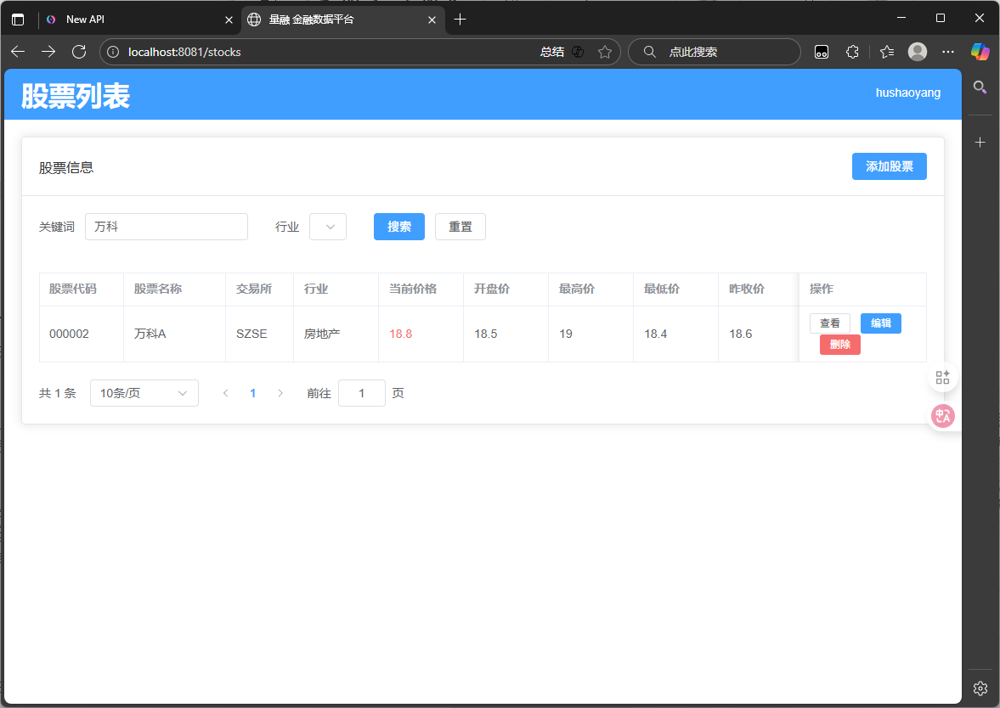 New API
量融 金融数据平台
localhost:8081/stocks
总结
点此搜索
股票列表
hushaoyang
股票信息
添加股票
关键词 万科 行业 搜索 重置
股票代码 股票名称 交易所 行业 当前价格 开盘价 最高价 最低价 昨收价 操作
000002 万科A SZSE 房地产 18.8 18.5 19 18.4 18.6 查看 编辑
删除
共 1 条 10条/页 1 前往 1 页